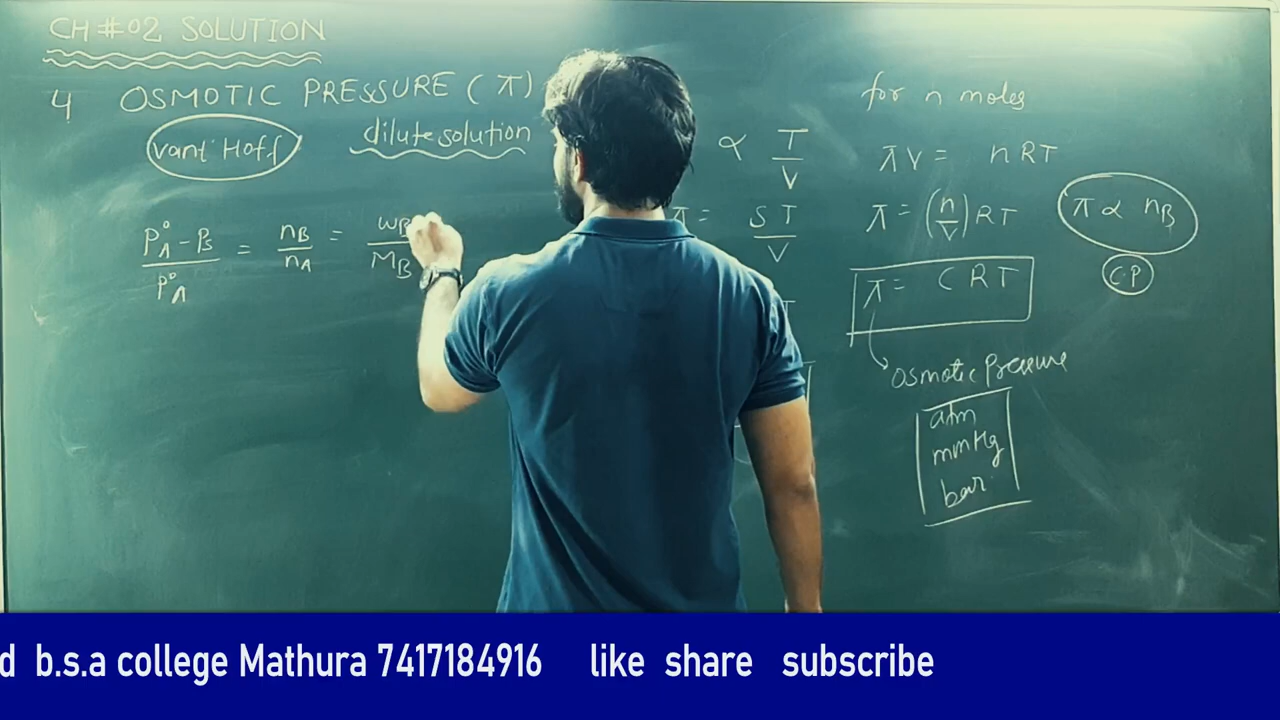 CH #02 SOLUTION
4 OSMOTIC PRESSURE (π)
vant' Hoff
dilute solution
P°A - Ps / P°A = nB / nA = wB / MB
∝ T / V
π = ST / V
for n moles
πV = nRT
π = (n/V) RT
π ∝ nB
C.P
π = CRT
osmotic pressure
atm
mmHg
bar
d b.s.a college Mathura 7417184916 like share subscribe